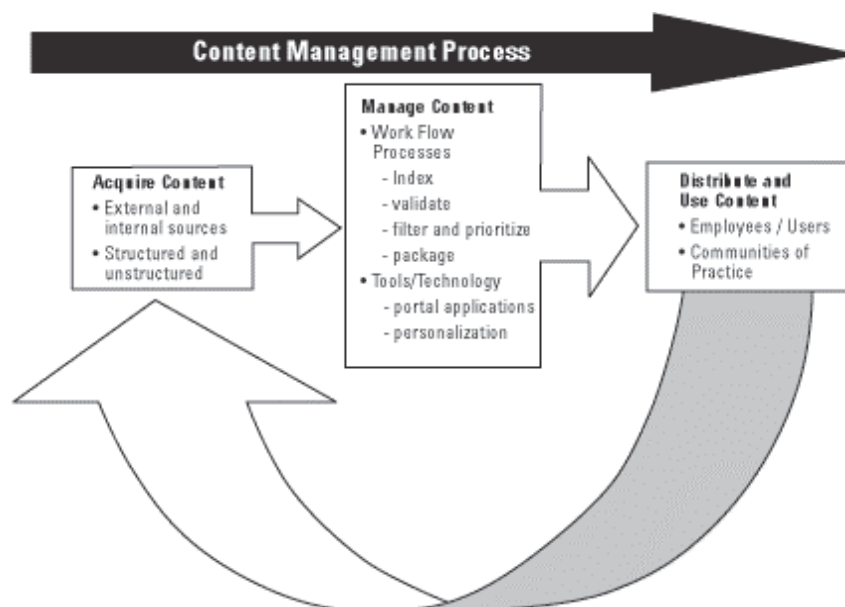 Content Management Process
Acquire Content
• External and
internal sources
• Structured and
unstructured
Manage Content
• Work Flow
Processes
- Index
- validate
- filter and prioritize
- package
• Tools/Technology
- portal applications
- personalization
Distribute and
Use Content
• Employees / Users
• Communities of
Practice